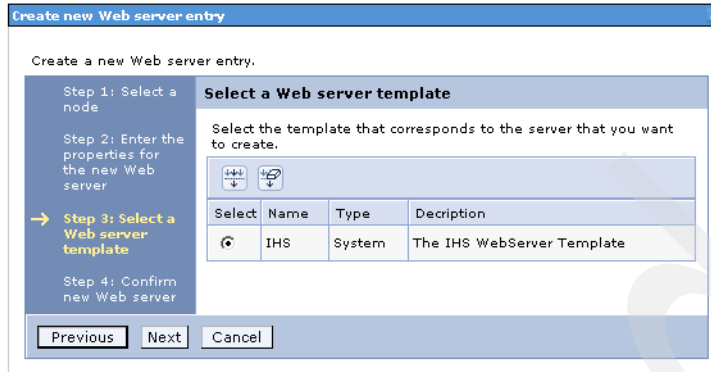 Create new Web server entry
Create a new Web server entry.
Step 1: Select a
node
Step 2: Enter the
properties for
the new Web
server
Step 3: Select a
Web server
template
Step 4: Confirm
new Web server
Select a Web server template
Select the template that corresponds to the server that you want
to create.
Select Name Type Decription
IHS System The IHS WebServer Template
Previous Next Cancel